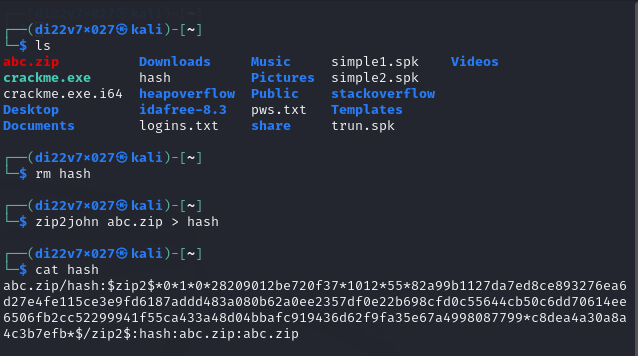 ┌──(di22v7×027㉿kali)-[~]
└─$ ls
abc.zip Downloads Music simple1.spk Videos
crackme.exe hash Pictures simple2.spk
crackme.exe.i64 heapoverflow Public stackoverflow
Desktop idafree-8.3 pws.txt Templates
Documents logins.txt share trun.spk
┌──(di22v7×027㉿kali)-[~]
└─$ rm hash
┌──(di22v7×027㉿kali)-[~]
└─$ zip2john abc.zip > hash
┌──(di22v7×027㉿kali)-[~]
└─$ cat hash
abc.zip/hash:$zip2$*0*1*0*28209012be720f37*1012*55*82a99b1127da7ed8ce893276ea6
d27e4fe115ce3e9fd6187addd483a080b62a0ee2357df0e22b698cfd0c55644cb50c6dd70614ee
6506fb2cc52299941f55ca433a48d04bbafc919436d62f9fa35e67a4998087799*c8dea4a30a8a
4c3b7efb*$/zip2$:hash:abc.zip:abc.zip